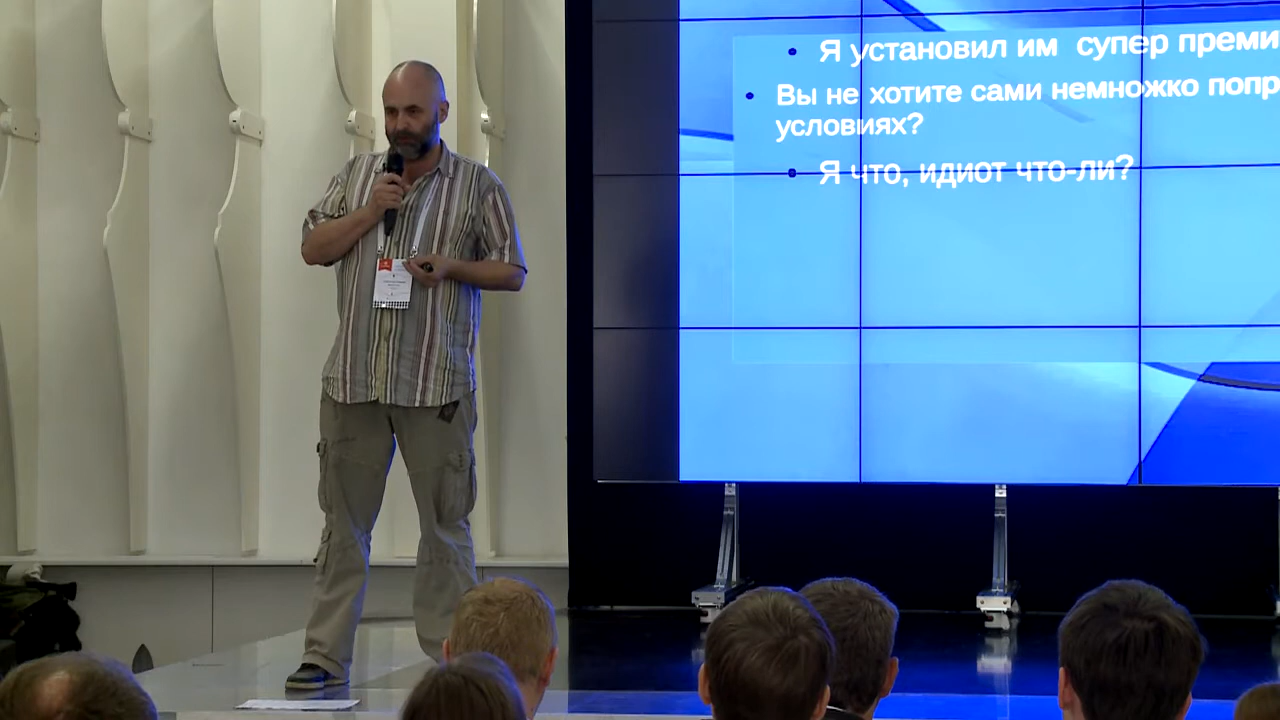 Я установил им супер преми
Вы не хотите сами немножко попр
условиях?
Я что, идиот что-ли?